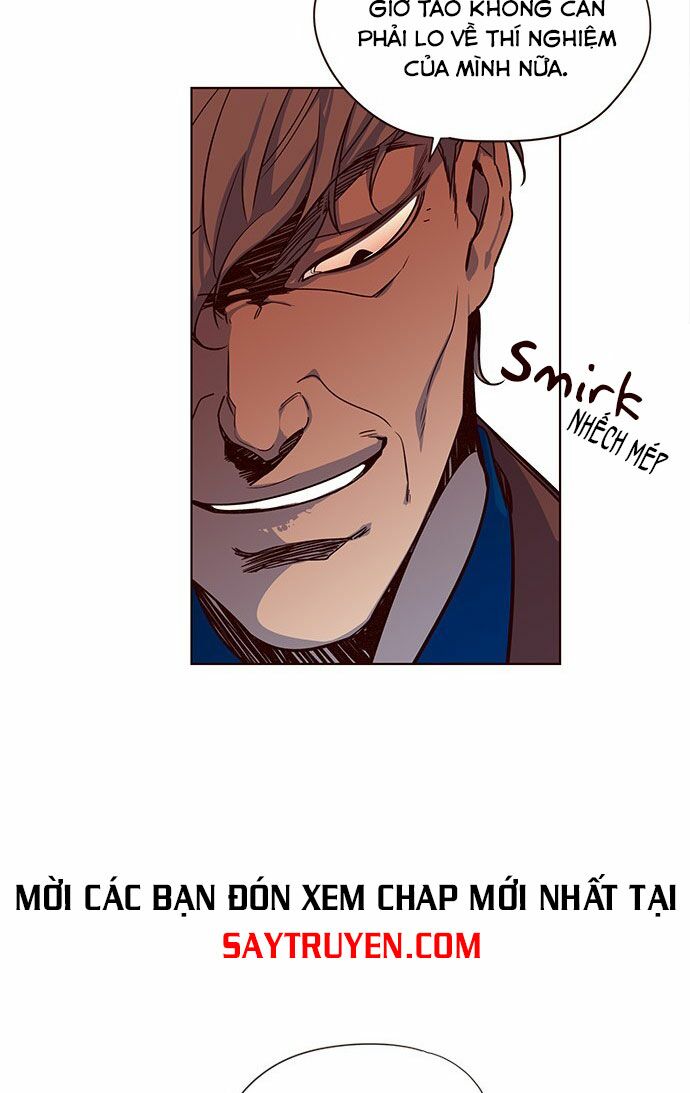 GIỜ TAO KHÔNG CẦN
PHẢI LO VỀ THÍ NGHIỆM
CỦA MÌNH NỮA.
Smirk
NHẾCH MÉP
MỜI CÁC BẠN ĐÓN XEM CHAP MỚI NHẤT TẠI
SAYTRUYEN.COM